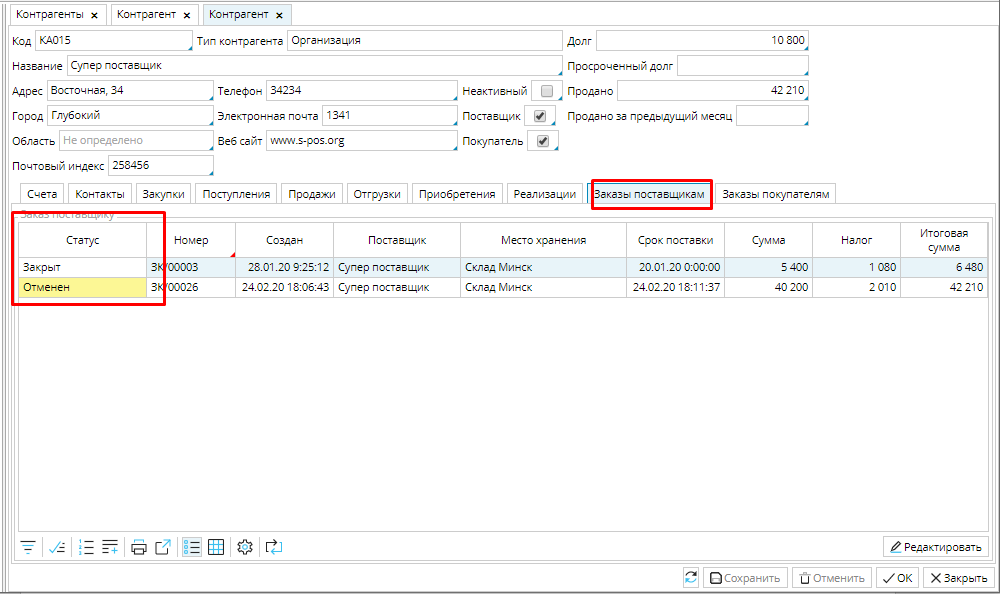 Контрагенты × Контрагент × Контрагент ×
Код КА015 Тип контрагента Организация Долг 10 800
Название Супер поставщик Просроченный долг
Адрес Восточная, 34 Телефон 34234 Неактивный Продано 42 210
Город Глубокий Электронная почта 1341 Поставщик Продано за предыдущий месяц
Область Не определено Веб сайт www.s-pos.org Покупатель
Почтовый индекс 258456
Счета Контакты Закупки Поступления Продажи Отгрузки Приобретения Реализации Заказы поставщикам Заказы покупателям
Заказ поставщику
Статус Номер Создан Поставщик Место хранения Срок поставки Сумма Налог Итоговая сумма
Закрыт ЗК/00003 28.01.20 9:25:12 Супер поставщик Склад Минск 20.01.20 0:00:00 5 400 1 080 6 480
Отменен ЗК/00026 24.02.20 18:06:43 Супер поставщик Склад Минск 24.02.20 18:11:37 40 200 2 010 42 210
Редактировать
Сохранить Отменить OK Закрыть